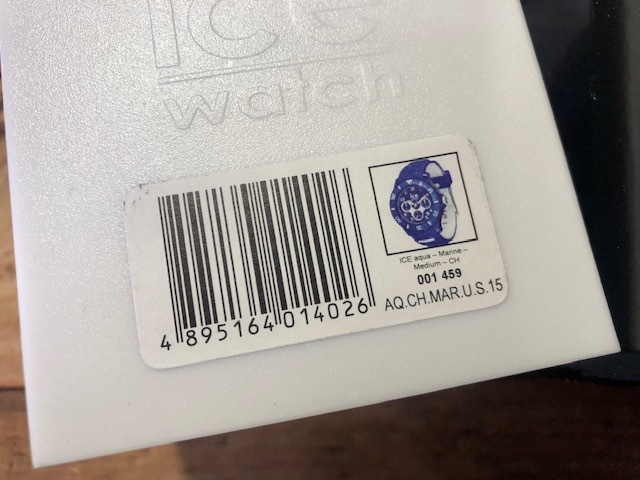 ice
watch
4 895164 014026
ICE aqua – Marine –
Medium – CH
001 459
AQ.CH.MAR.U.S.15